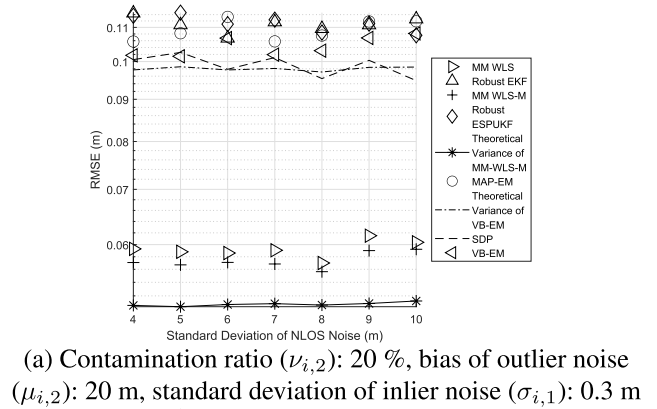 0.11
0.1
0.09
0.08
0.07
0.06
RMSE (m)
4 5 6 7 8 9 10
Standard Deviation of NLOS Noise (m)
MM WLS
Robust EKF
MM WLS-M
Robust
ESPUKF
Theoretical
Variance of
MM-WLS-M
MAP-EM
Theoretical
Variance of
VB-EM
SDP
VB-EM
(a) Contamination ratio (νi,2): 20 %, bias of outlier noise
(μi,2): 20 m, standard deviation of inlier noise (σi,1): 0.3 m